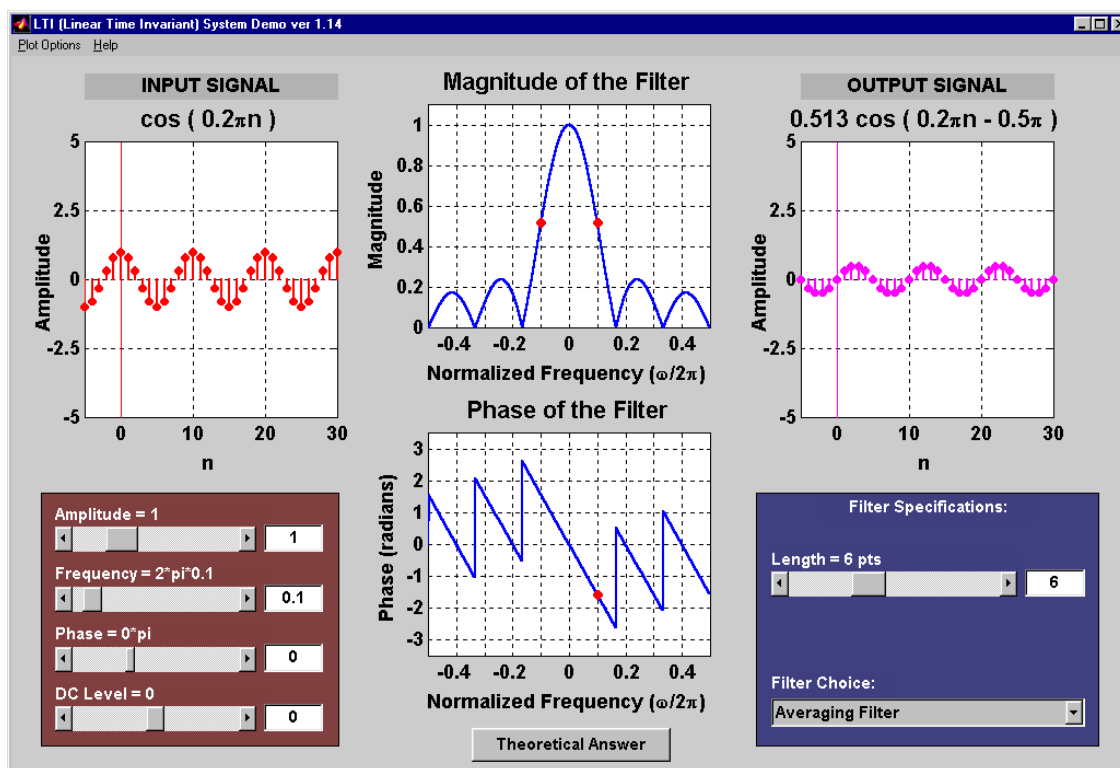 LTI (Linear Time Invariant) System Demo ver 1.14
Plot Options Help
INPUT SIGNAL
cos ( 0.2πn )
5
2.5
0
-2.5
-5
Amplitude
0 10 20 30
n
Magnitude of the Filter
1
0.8
0.6
0.4
0.2
0
Magnitude
-0.4 -0.2 0 0.2 0.4
Normalized Frequency (ω/2π)
OUTPUT SIGNAL
0.513 cos ( 0.2πn - 0.5π )
5
2.5
0
-2.5
-5
Amplitude
0 10 20 30
n
Phase of the Filter
3
2
1
0
-1
-2
-3
Phase (radians)
-0.4 -0.2 0 0.2 0.4
Normalized Frequency (ω/2π)
Amplitude = 1
1
Frequency = 2*pi*0.1
0.1
Phase = 0*pi
0
DC Level = 0
0
Theoretical Answer
Filter Specifications:
Length = 6 pts
6
Filter Choice:
Averaging Filter